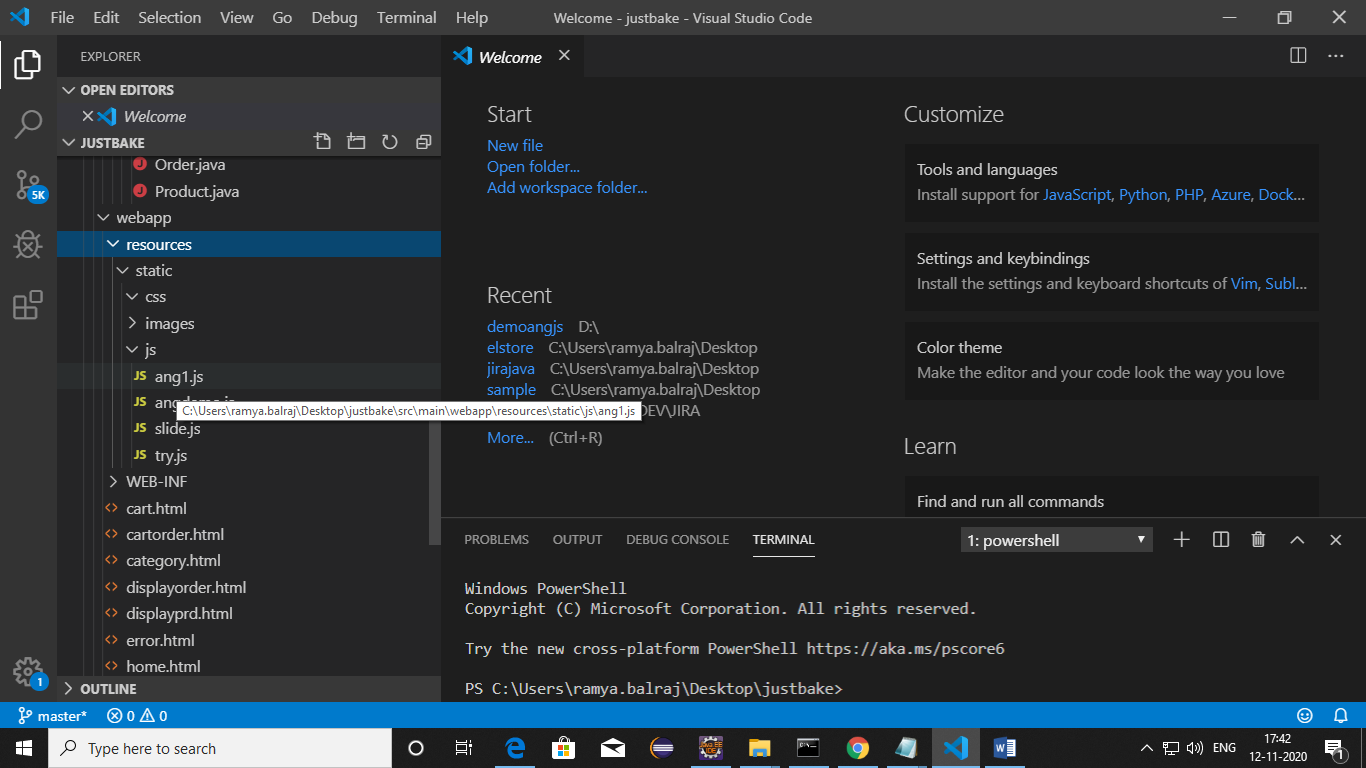 File Edit Selection View Go Debug Terminal Help Welcome - justbake - Visual Studio Code
EXPLORER
OPEN EDITORS
Welcome
JUSTBAKE
Order.java
Product.java
webapp
resources
static
css
images
js
JS ang1.js
JS
C:\Users\ramya.balraj\Desktop\justbake\src\main\webapp\resources\static\js\ang1.js
JS slide.js
JS try.js
WEB-INF
cart.html
cartorder.html
category.html
displayorder.html
displayprd.html
error.html
home.html
OUTLINE
5K
1
Welcome
Start
New file
Open folder...
Add workspace folder...
Recent
demoangjs D:\
elstore C:\Users\ramya.balraj\Desktop
jirajava C:\Users\ramya.balraj\Desktop
sample C:\Users\ramya.balraj\Desktop
DEV\JIRA
More... (Ctrl+R)
Customize
Tools and languages
Install support for JavaScript, Python, PHP, Azure, Dock...
Settings and keybindings
Install the settings and keyboard shortcuts of Vim, Subl...
Color theme
Make the editor and your code look the way you love
Learn
Find and run all commands
PROBLEMS OUTPUT DEBUG CONSOLE TERMINAL 1: powershell
Windows PowerShell
Copyright (C) Microsoft Corporation. All rights reserved.
Try the new cross-platform PowerShell https://aka.ms/pscore6
PS C:\Users\ramya.balraj\Desktop\justbake>
master* 0 0
Type here to search
ENG
17:42
12-11-2020
1